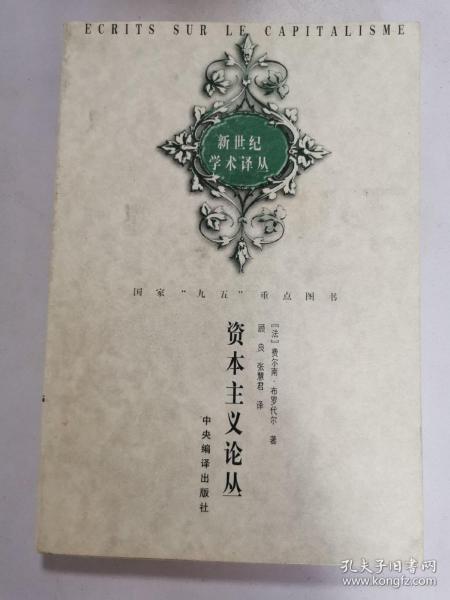 ECRITS SUR LE CAPITALISME
新世纪
学术译丛
国家“九五”重点图书
[法]费尔南·布罗代尔 著
顾良 张慧君 译
资本主义论丛
中央编译出版社
孔夫子旧书网
www.kongfz.com